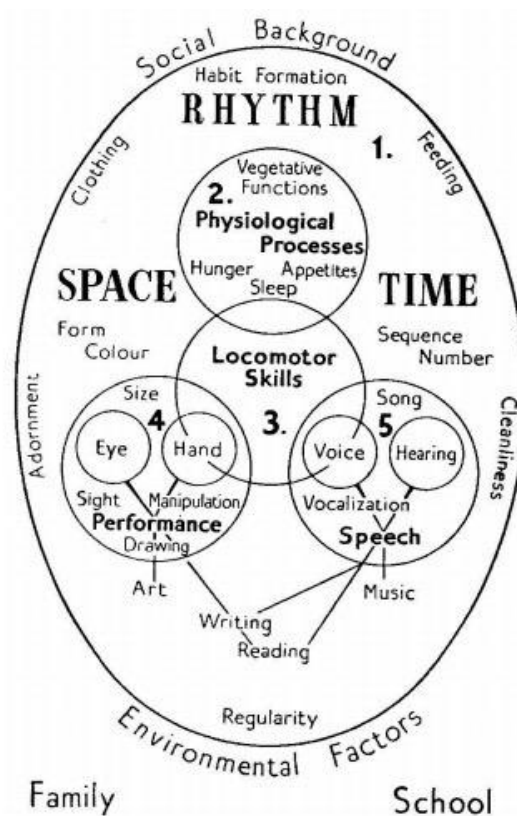 Social Background
Habit Formation
RHYTHM
1.
Clothing
Feeding
Vegetative
2.
Functions
Physiological
Processes
Hunger Appetites
Sleep
SPACE
TIME
Form
Colour
Sequence
Number
Locomotor
Skills
Adornment
Cleanliness
Size
4
3.
Song
5
Eye
Hand
Voice
Hearing
Sight
Manipulation
Vocalization
Performance
Speech
Drawing
Art
Music
Writing
Reading
Regularity
Environmental Factors
Family
School